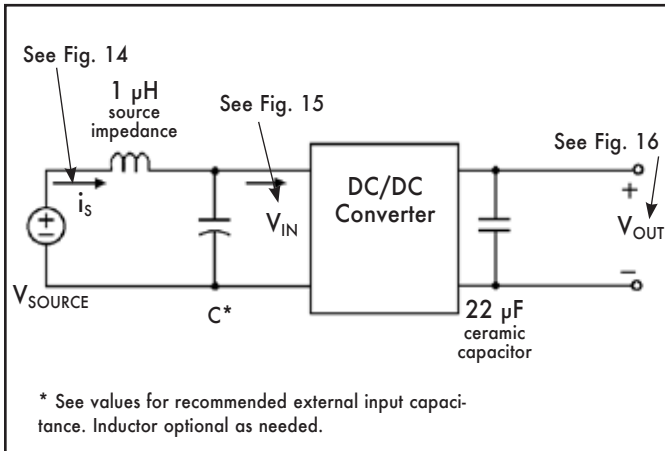 See Fig. 14
1 µH
source
impedance
See Fig. 15
See Fig. 16
iS
VIN
DC/DC
Converter
+
VOUT
–
+
–
VSOURCE
C*
22 µF
ceramic
capacitor
* See values for recommended external input capaci-
tance. Inductor optional as needed.